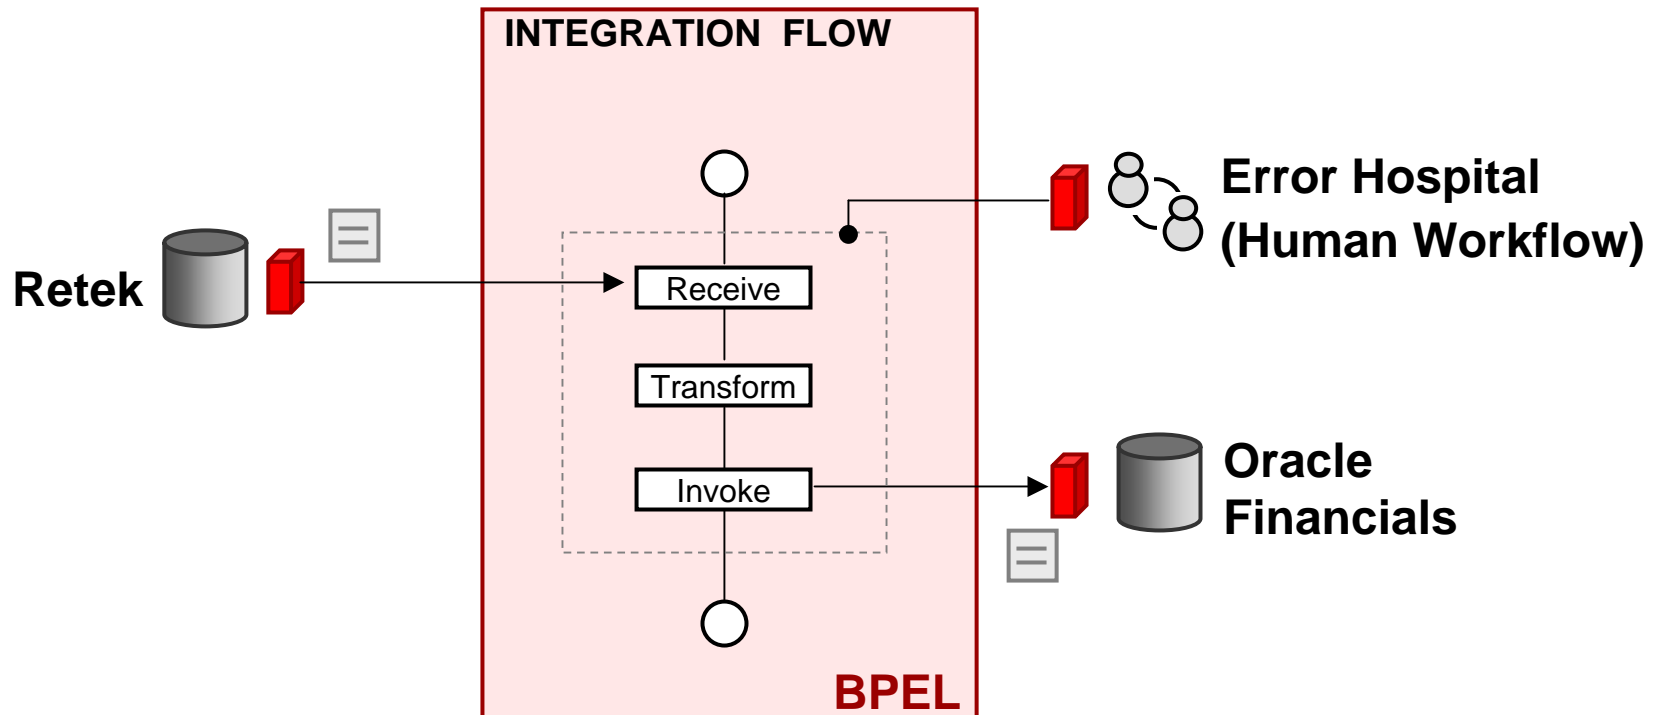 INTEGRATION FLOW
Error Hospital
(Human Workflow)
Retek
Receive
Transform
Invoke
Oracle
Financials
BPEL